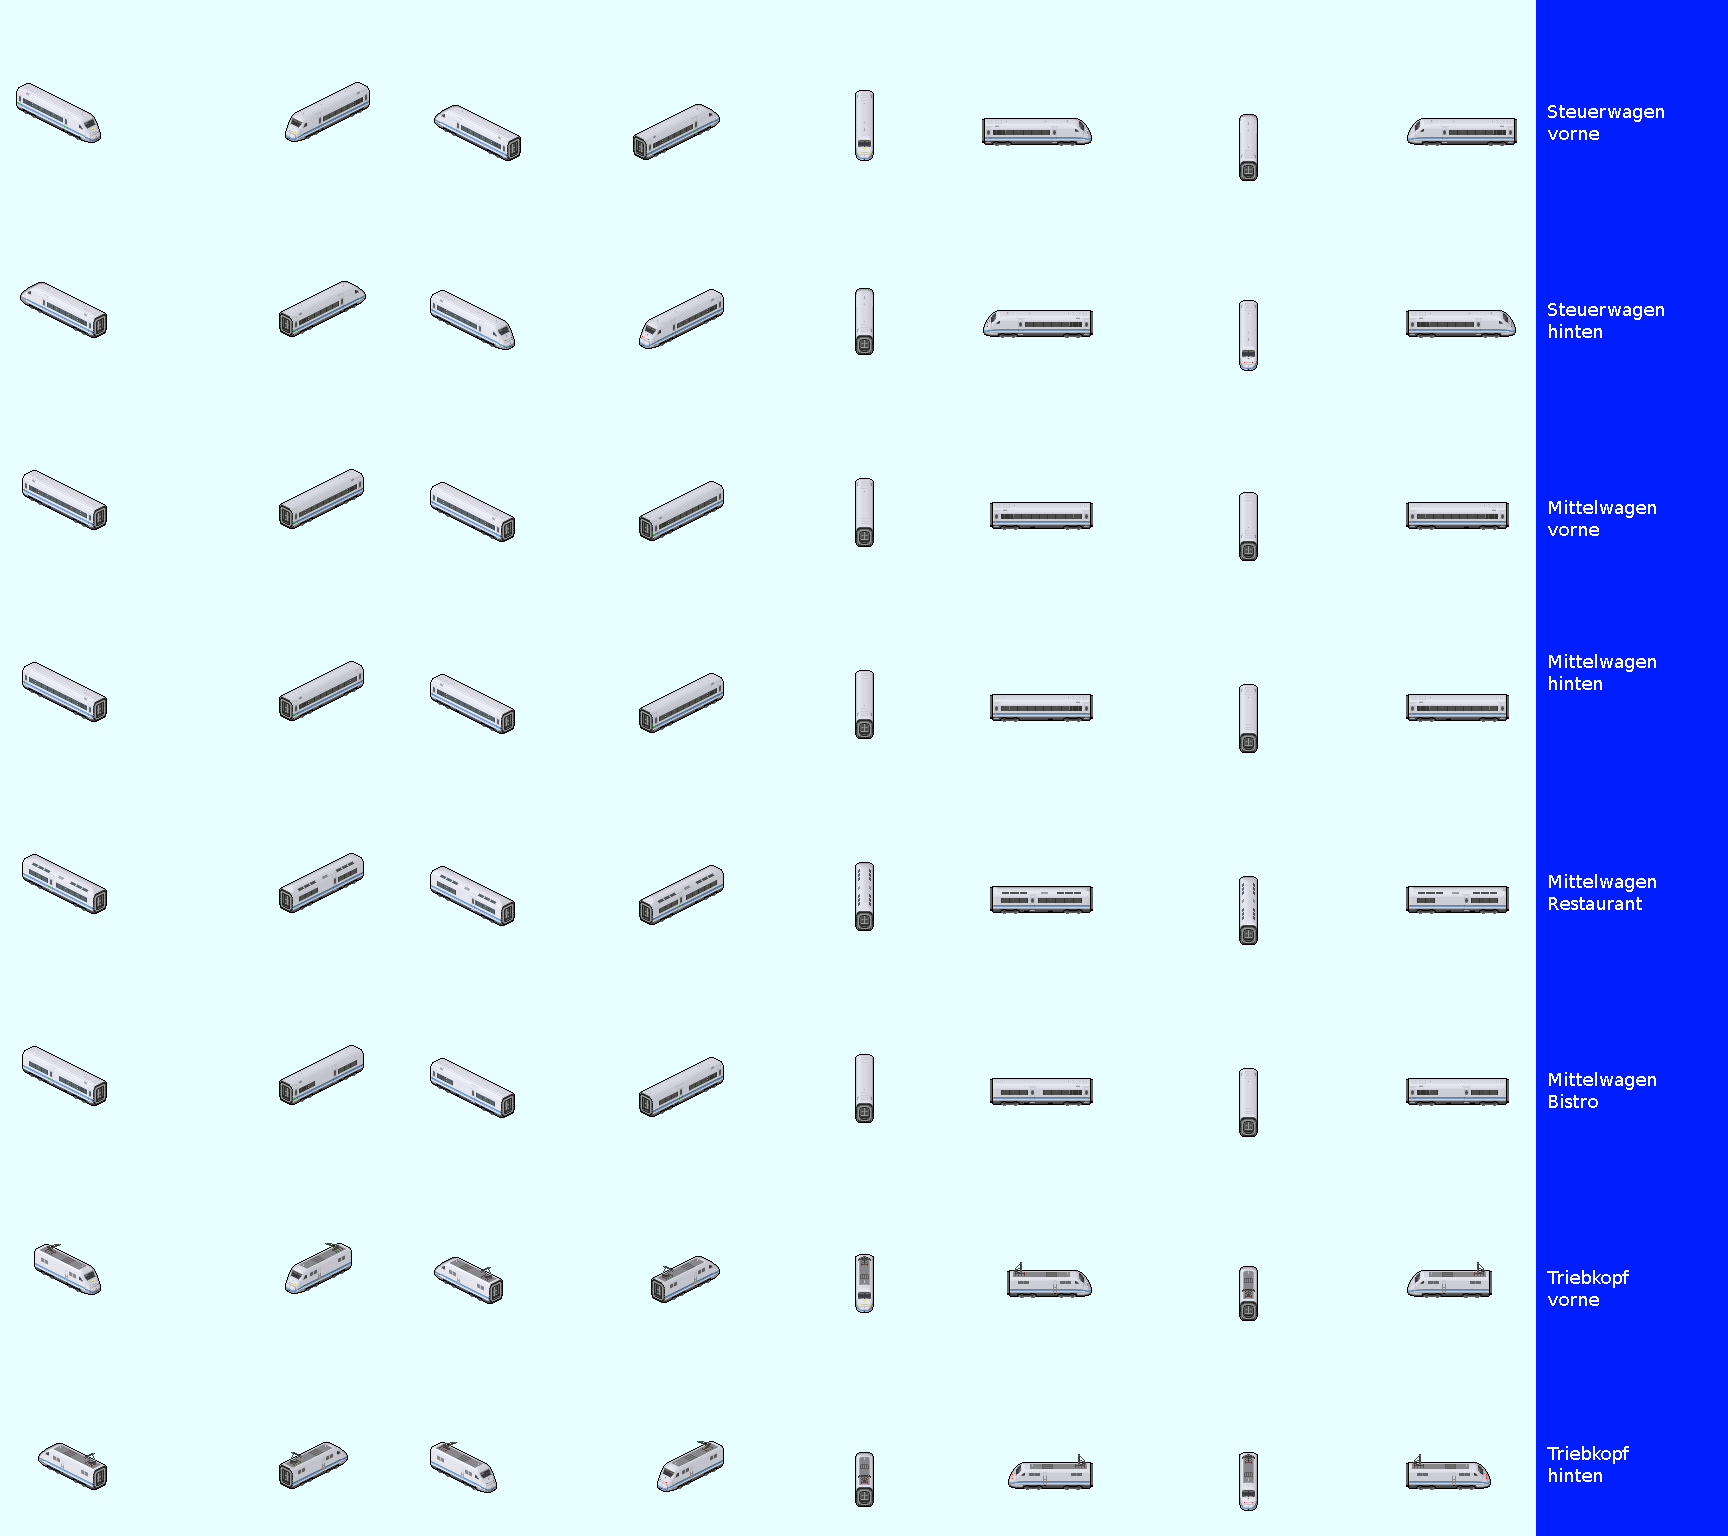 Steuerwagen
vorne
Steuerwagen
hinten
Mittelwagen
vorne
Mittelwagen
hinten
Mittelwagen
Restaurant
Mittelwagen
Bistro
Triebkopf
vorne
Triebkopf
hinten